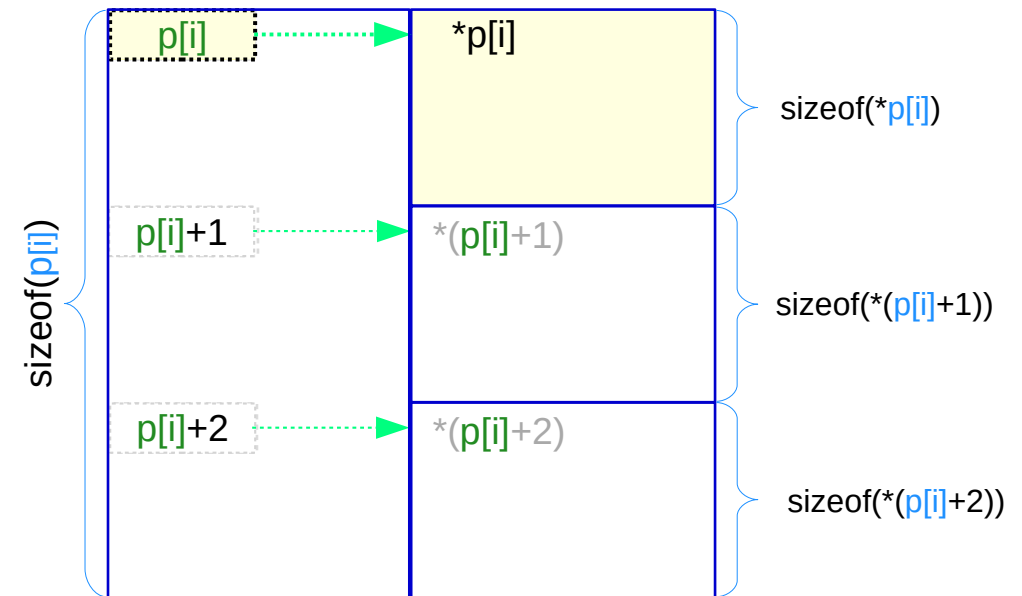 p[i]
*p[i]
sizeof(*p[i])
sizeof(p[i])
p[i]+1
*(p[i]+1)
sizeof(*(p[i]+1))
p[i]+2
*(p[i]+2)
sizeof(*(p[i]+2))